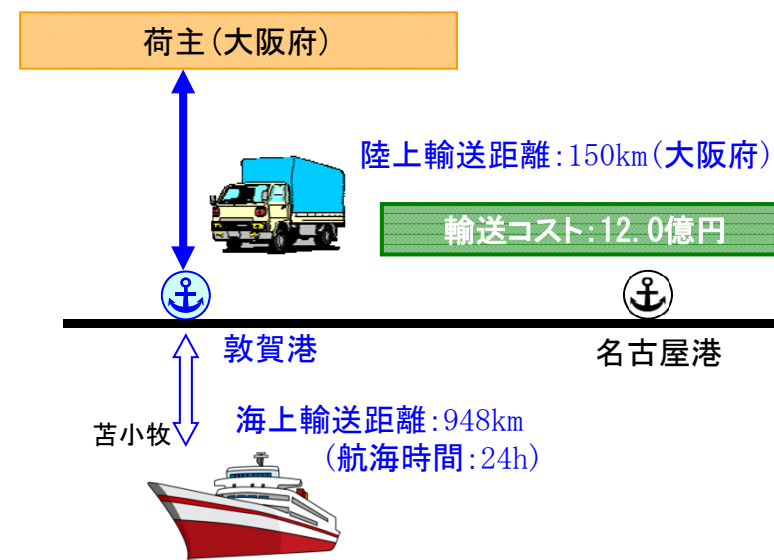 荷主(大阪府)
陸上輸送距離:150km(大阪府)
輸送コスト:12.0億円
敦賀港
名古屋港
苫小牧
海上輸送距離:948km
(航海時間:24h)